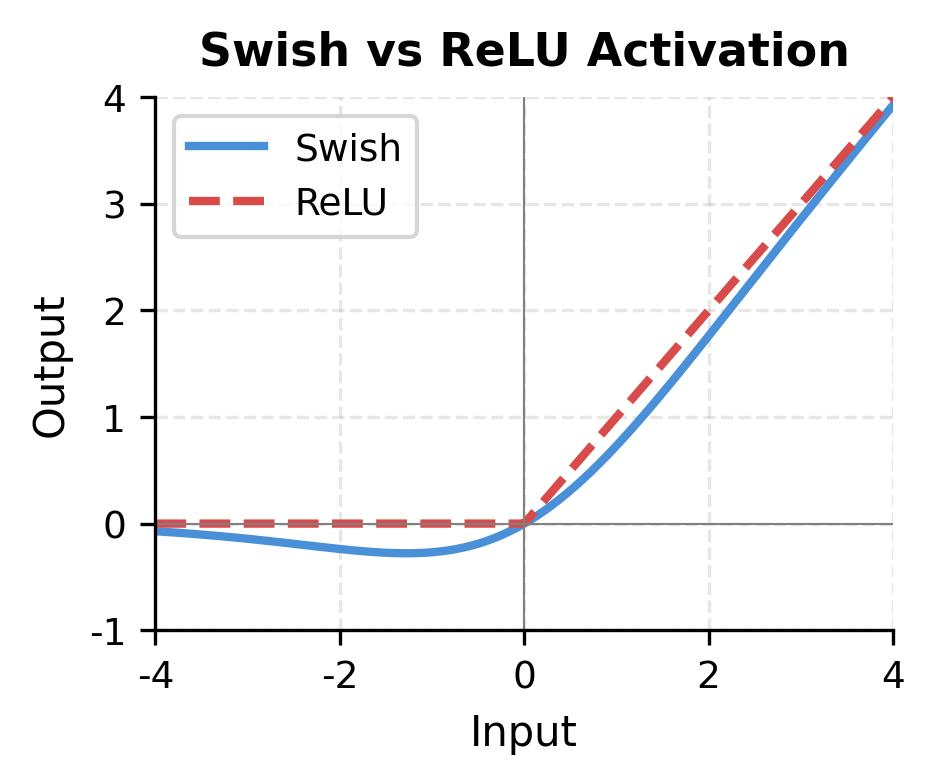 Swish vs ReLU Activation
Swish
ReLU
4
3
2
1
0
-1
Output
-4 -2 0 2 4
Input